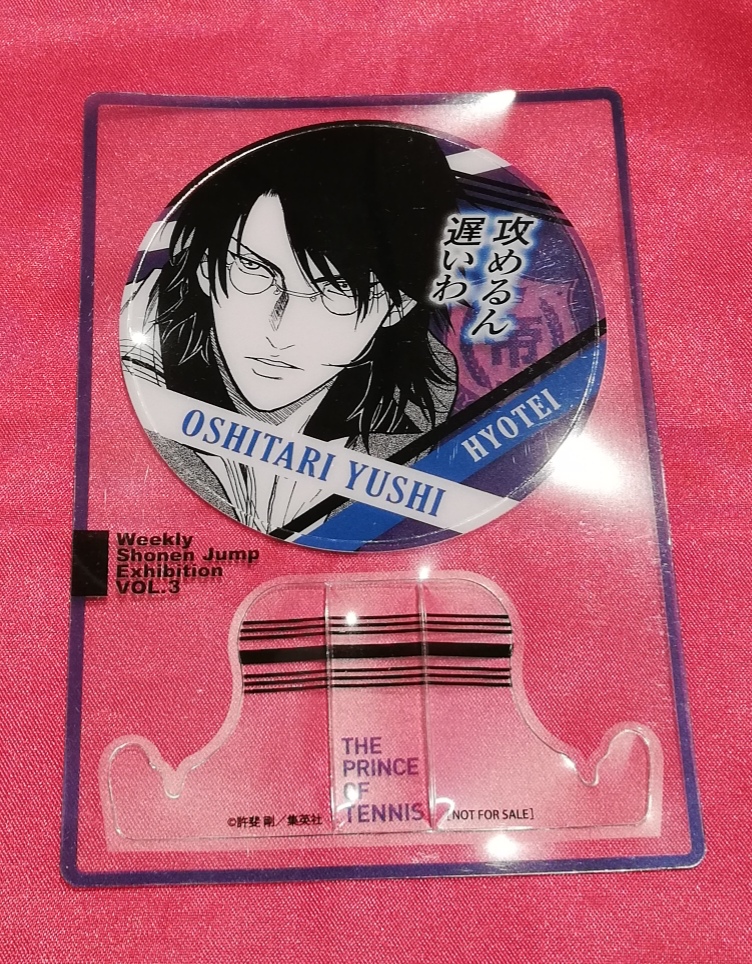 攻めるん
遅いわ、
帝
OSHITARI YUSHI
HYOTEI
Weekly
Shonen Jump
Exhibition
VOL.3
THE
PRINCE
OF
TENNIS
©許斐 剛／集英社
[NOT FOR SALE]